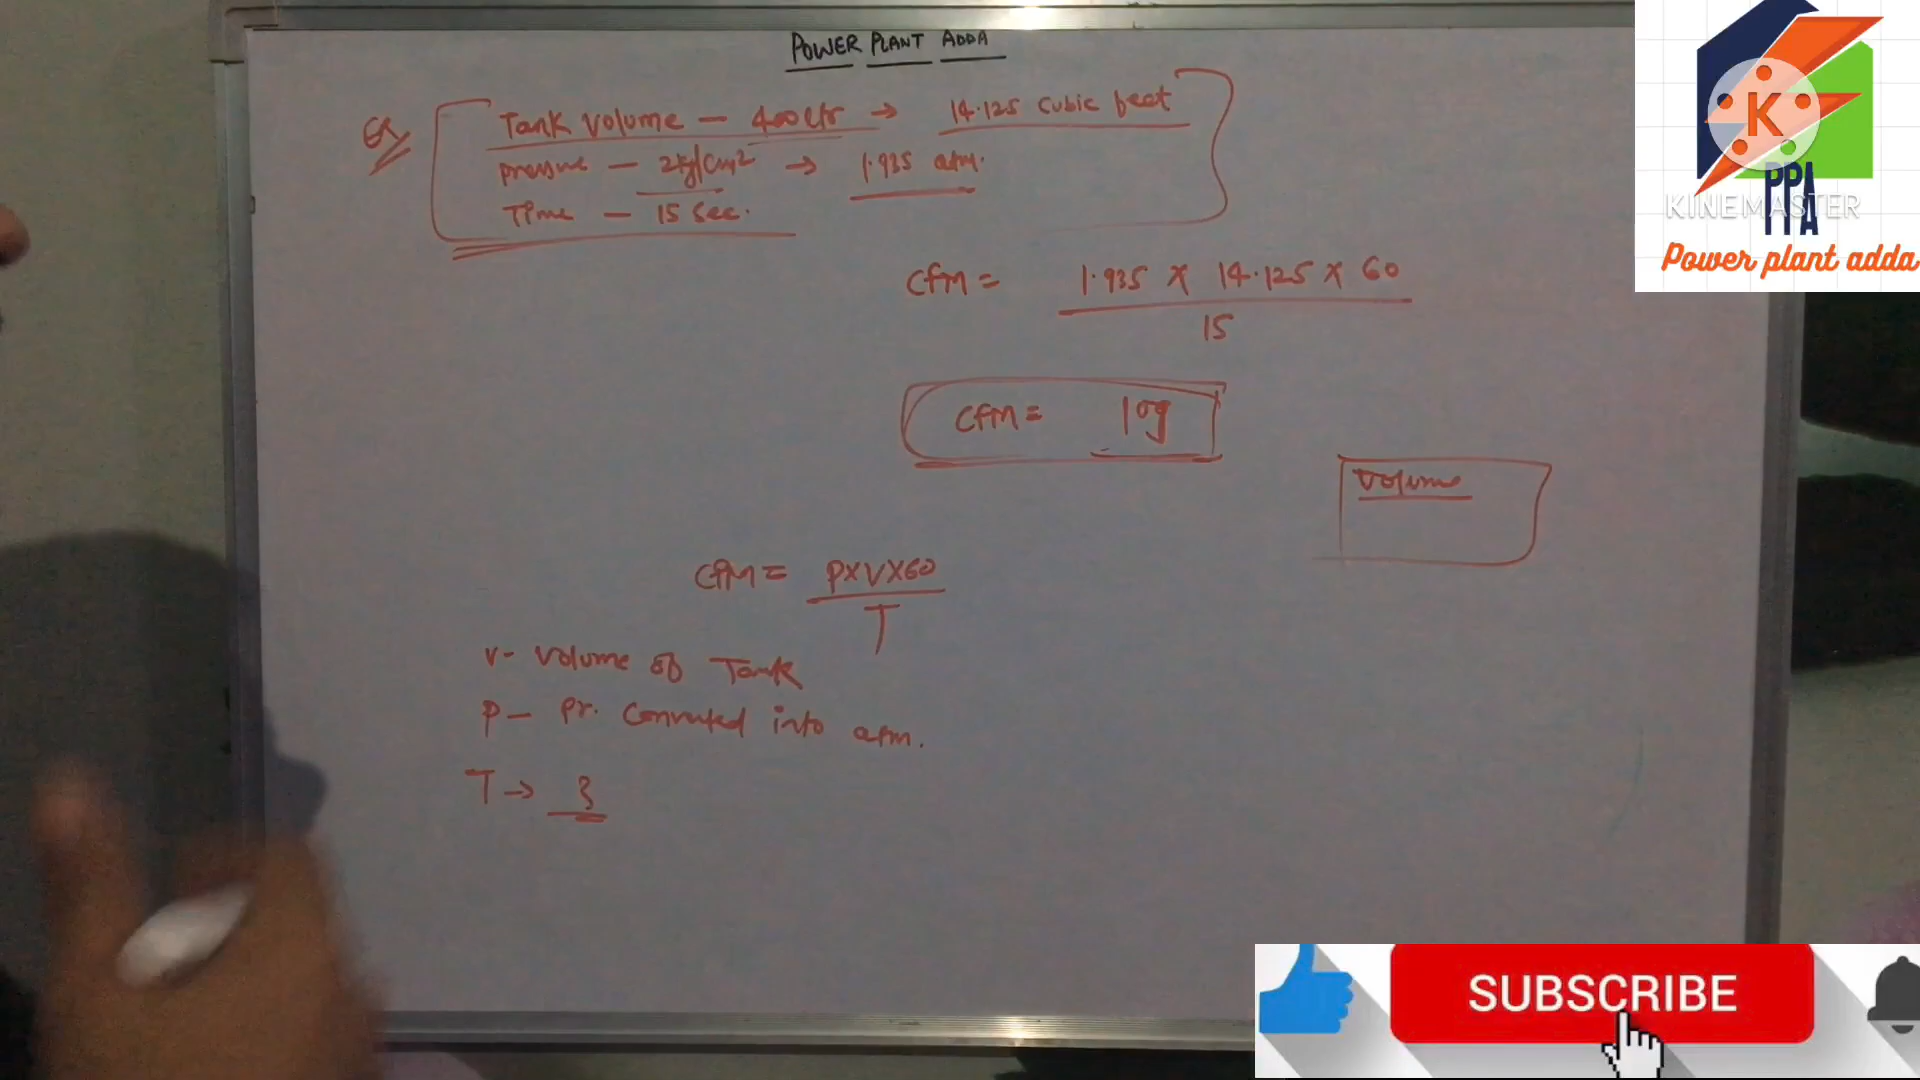 POWER PLANT ADDA
Ex
Tank Volume — 400 ltr → 14.125 cubic feet
Pressure — 2kg/cm2 → 1.935 atm.
Time — 15 Sec.
Cfm = 1.935 x 14.125 x 60
15
Cfm = 109
Volume
CFM = PXVX60
T
V- Volume of Tank
P- Pr. Converted into atm.
T →
K
KINEMASTER
PPA
Power plant adda
SUBSCRIBE